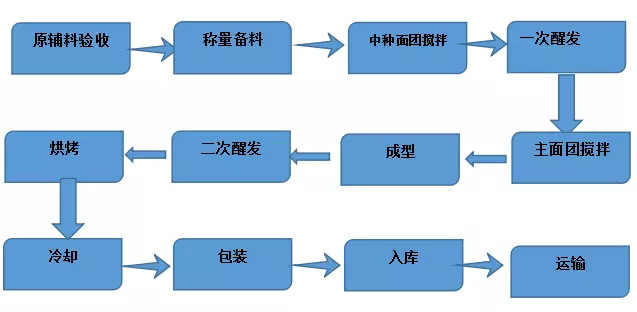 原辅料验收
称量备料
中种面团搅拌
一次醒发
主面团搅拌
成型
二次醒发
烘烤
冷却
包装
入库
运输